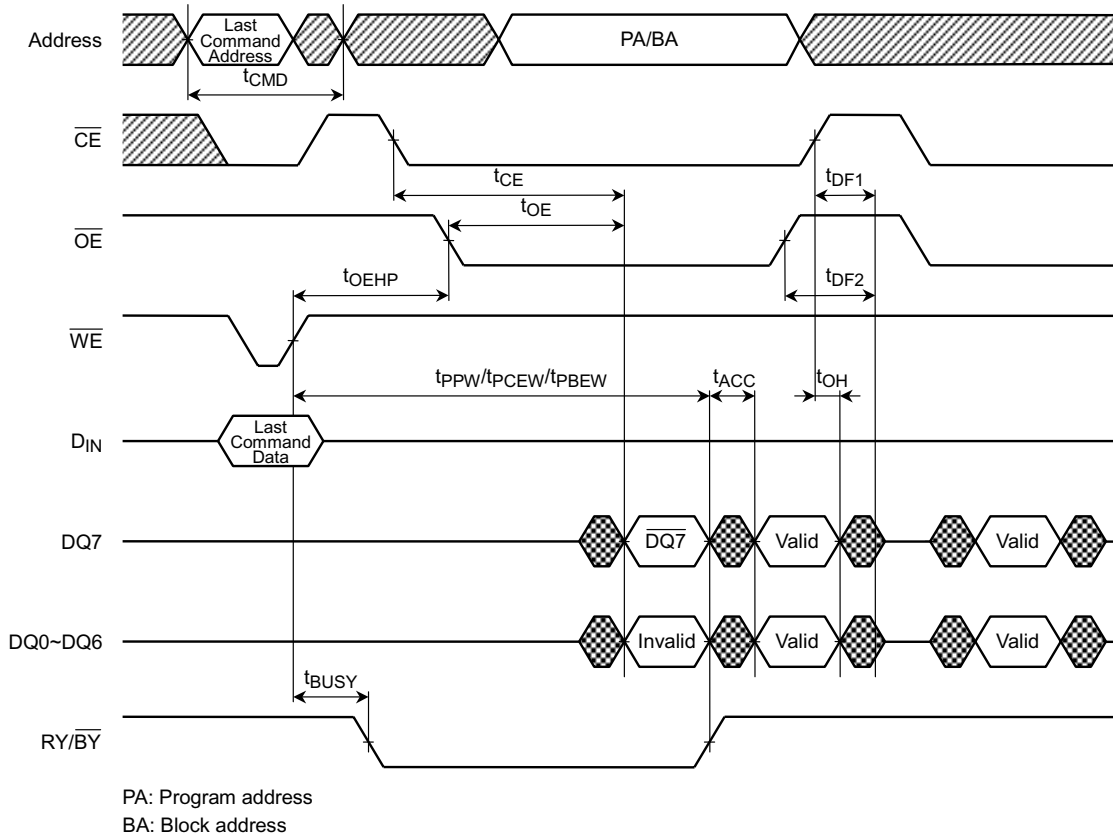 Address
Last
Command
Address
PA/BA
tCMD
CE
tCE
tDF1
tOE
OE
tOEHP
tDF2
WE
tPPW/tPCEW/tPBEW
tACC
tOH
DIN
Last
Command
Data
DQ7
DQ7
Valid
Valid
DQ0~DQ6
Invalid
Valid
Valid
tBUSY
RY/BY
PA: Program address
BA: Block address